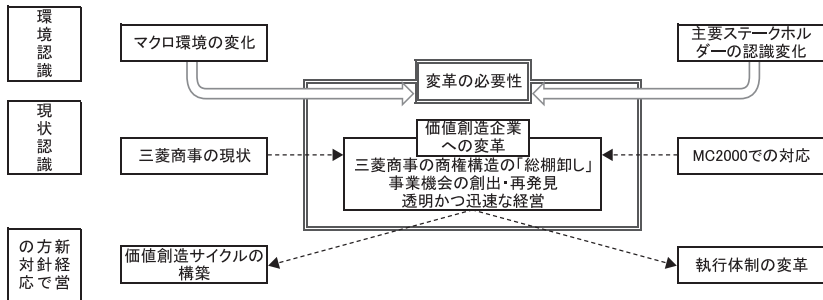 環境認識
マクロ環境の変化
主要ステークホル
ダーの認識変化
変革の必要性
現状認識
価値創造企業
への変革
三菱商事の現状
三菱商事の商権構造の「総棚卸し」
事業機会の創出・再発見
透明かつ迅速な経営
MC2000での対応
新経営
方針で
の対応
価値創造サイクルの
構築
執行体制の変革